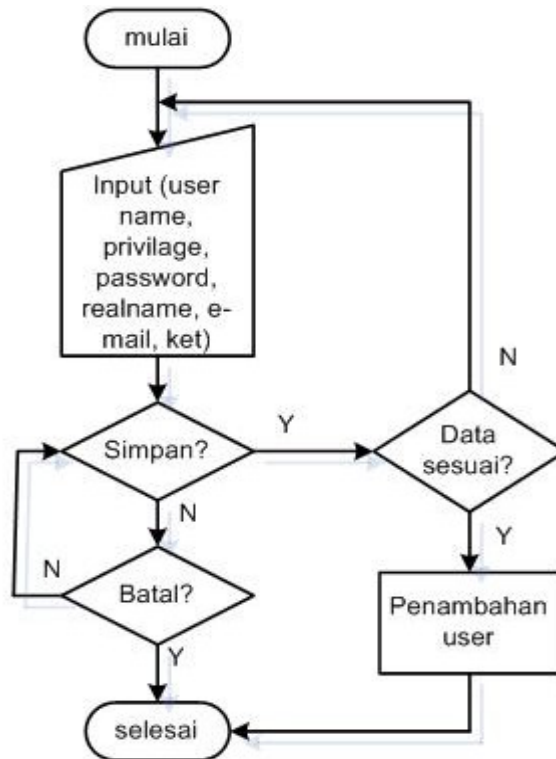 mulai
Input (user
name,
privilage,
password,
realname, e-
mail, ket)
N
Simpan?
Y
Data
sesuai?
N
Y
N
Batal?
Penambahan
user
Y
selesai